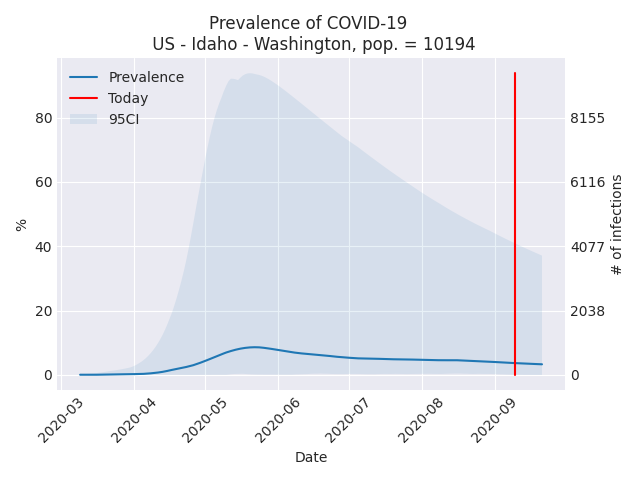 Prevalence of COVID-19
US - Idaho - Washington, pop. = 10194
Prevalence
Today
95CI
80
60
40
20
0
%
8155
6116
4077
2038
0
# of infections
2020-03
2020-04
2020-05
2020-06
2020-07
2020-08
2020-09
Date